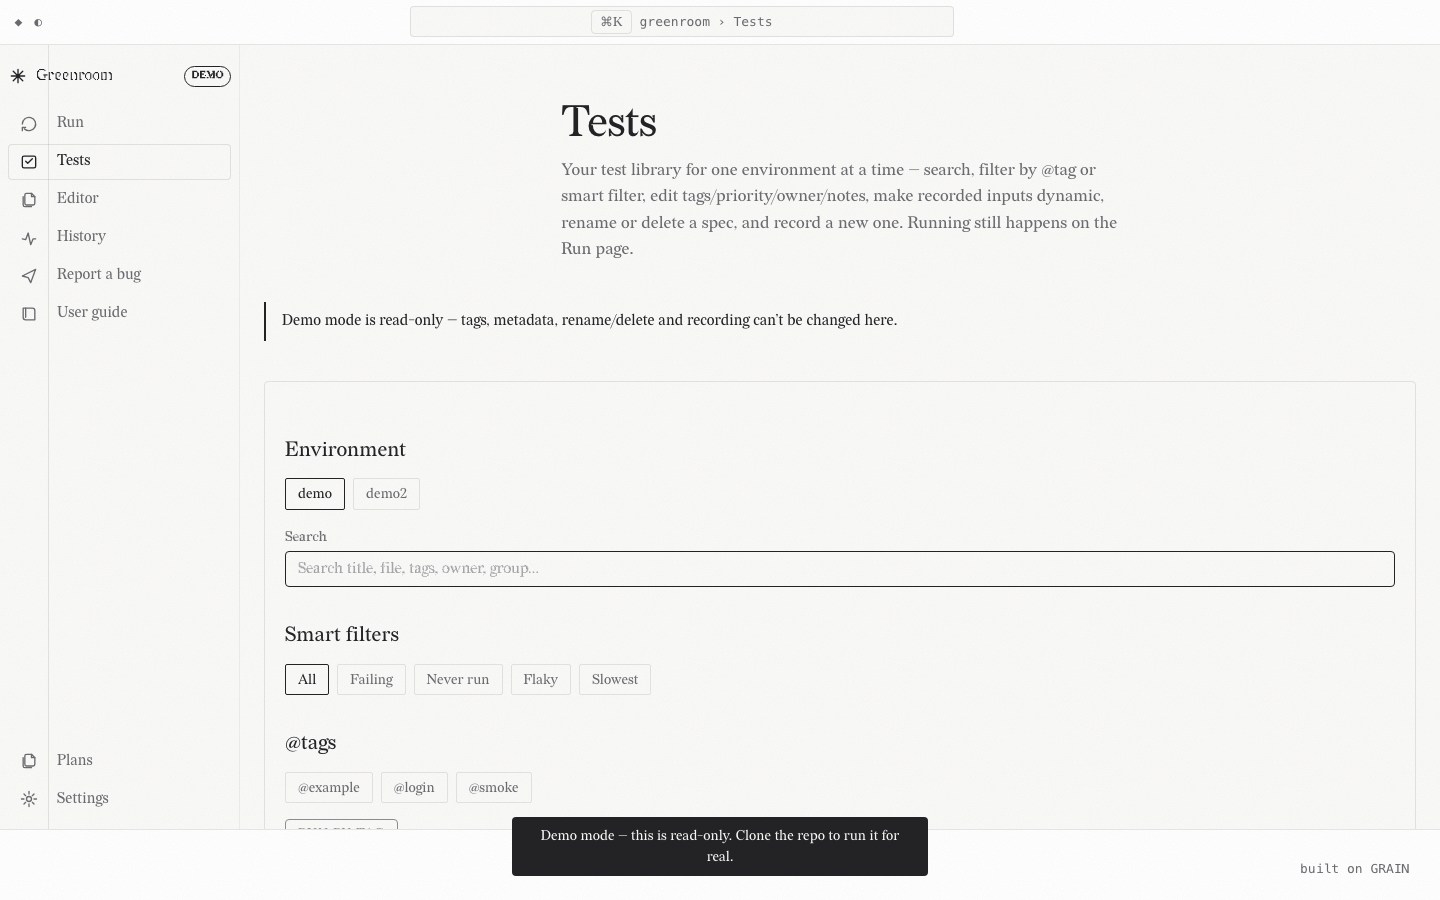 ⌘K greenroom › Tests
Greenroom
DEMO
Run
Tests
Editor
History
Report a bug
User guide
Plans
Settings
Tests
Your test library for one environment at a time — search, filter by @tag or
smart filter, edit tags/priority/owner/notes, make recorded inputs dynamic,
rename or delete a spec, and record a new one. Running still happens on the
Run page.
Demo mode is read-only — tags, metadata, rename/delete and recording can't be changed here.
Environment
demo demo2
Search
Search title, file, tags, owner, group...
Smart filters
All Failing Never run Flaky Slowest
@tags
@example @login @smoke
Demo mode — this is read-only. Clone the repo to run it for
real.
built on GRAIN